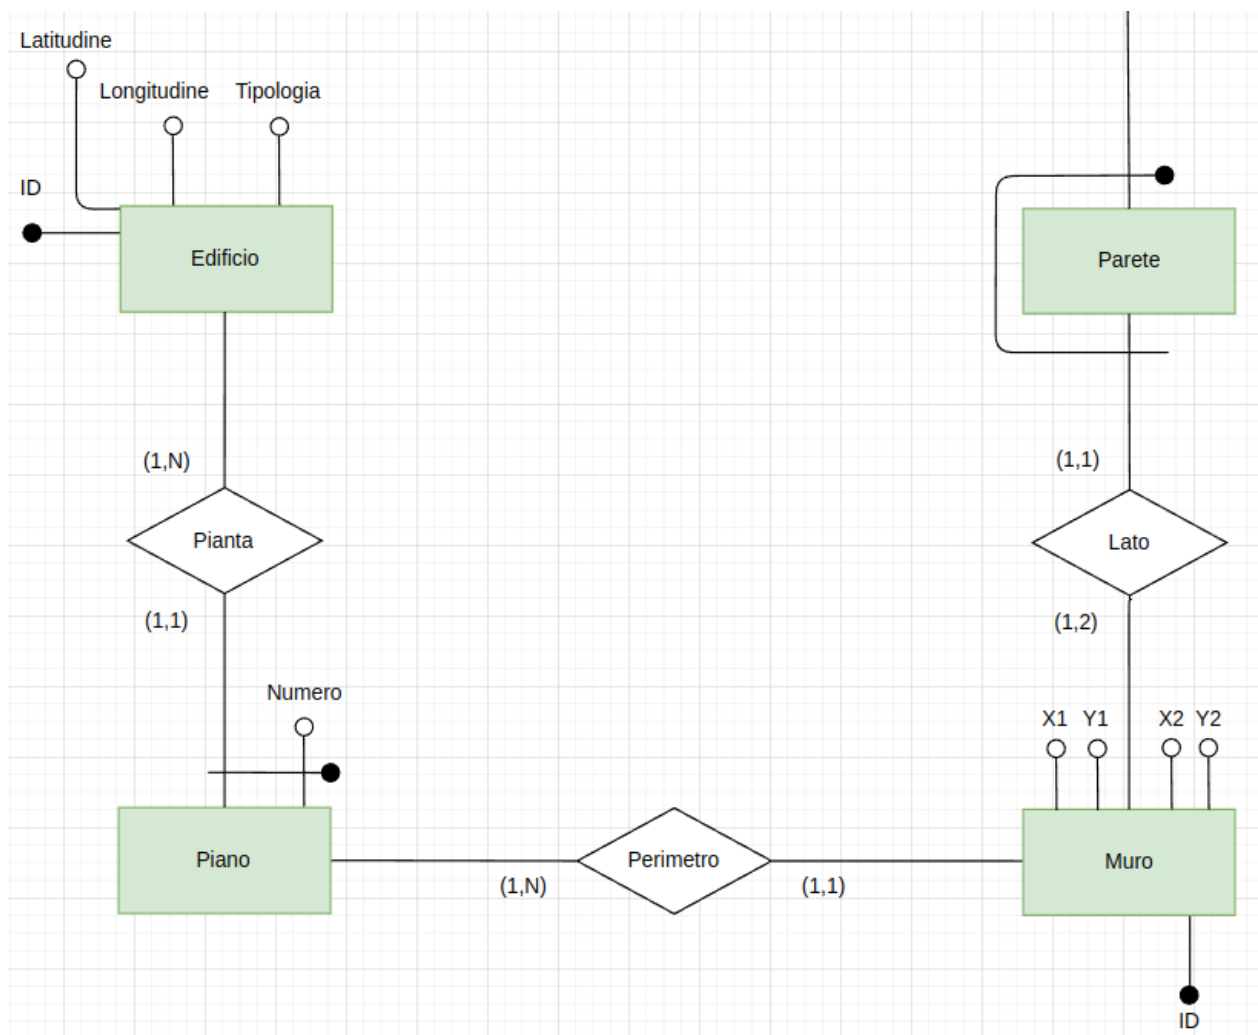 Latitudine
Longitudine Tipologia
ID
Edificio
Parete
(1,N)
(1,1)
Pianta
Lato
(1,1)
(1,2)
Numero
X1 Y1 X2 Y2
Piano
Perimetro
Muro
(1,N)
(1,1)
ID